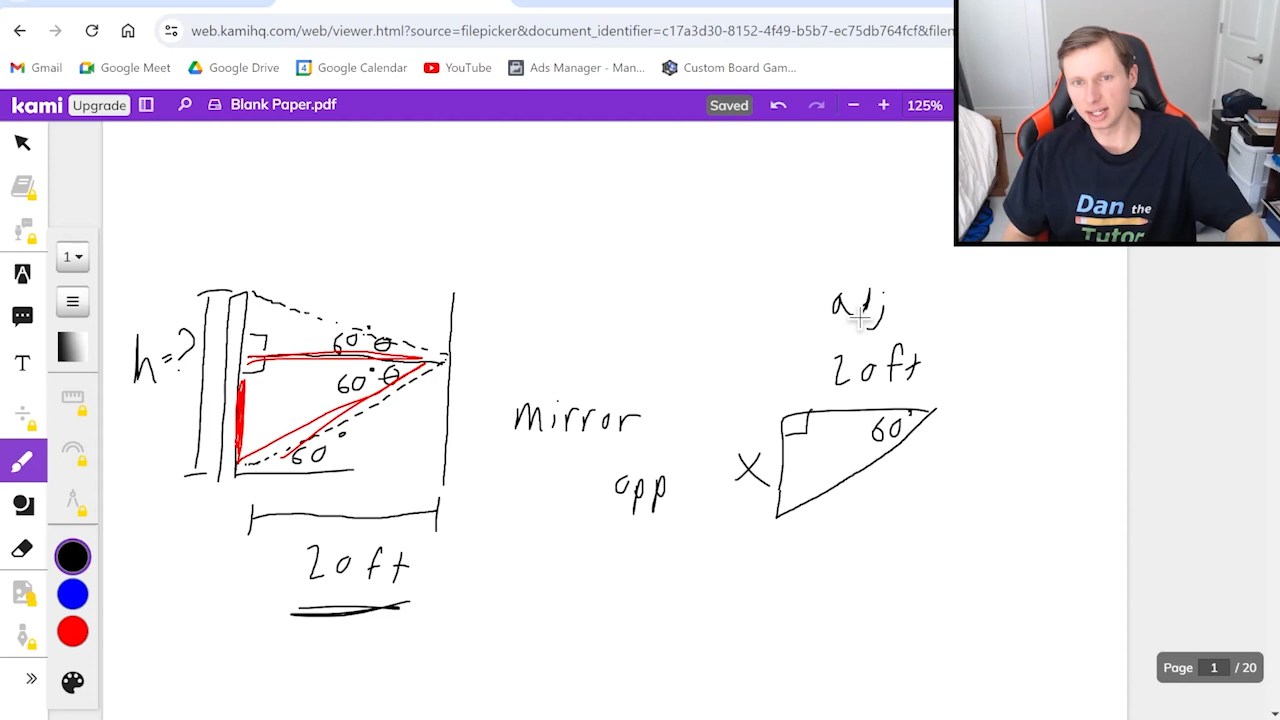 web.kamihq.com/web/viewer.html?source=filepicker&document_identifier=c17a3d30-8152-4f49-b5b7-ec75db764fcf&filen
Gmail
Google Meet
Google Drive
4
Google Calendar
YouTube
Ads Manager - Man...
Custom Board Gam...
kami
Upgrade
Blank Paper.pdf
Saved
125%
Dan the
Tutor
A
T
1
h=?
60° θ
60° θ
60°
20ft
mirror
opp
adj
20ft
60°
X
Page 1 / 20